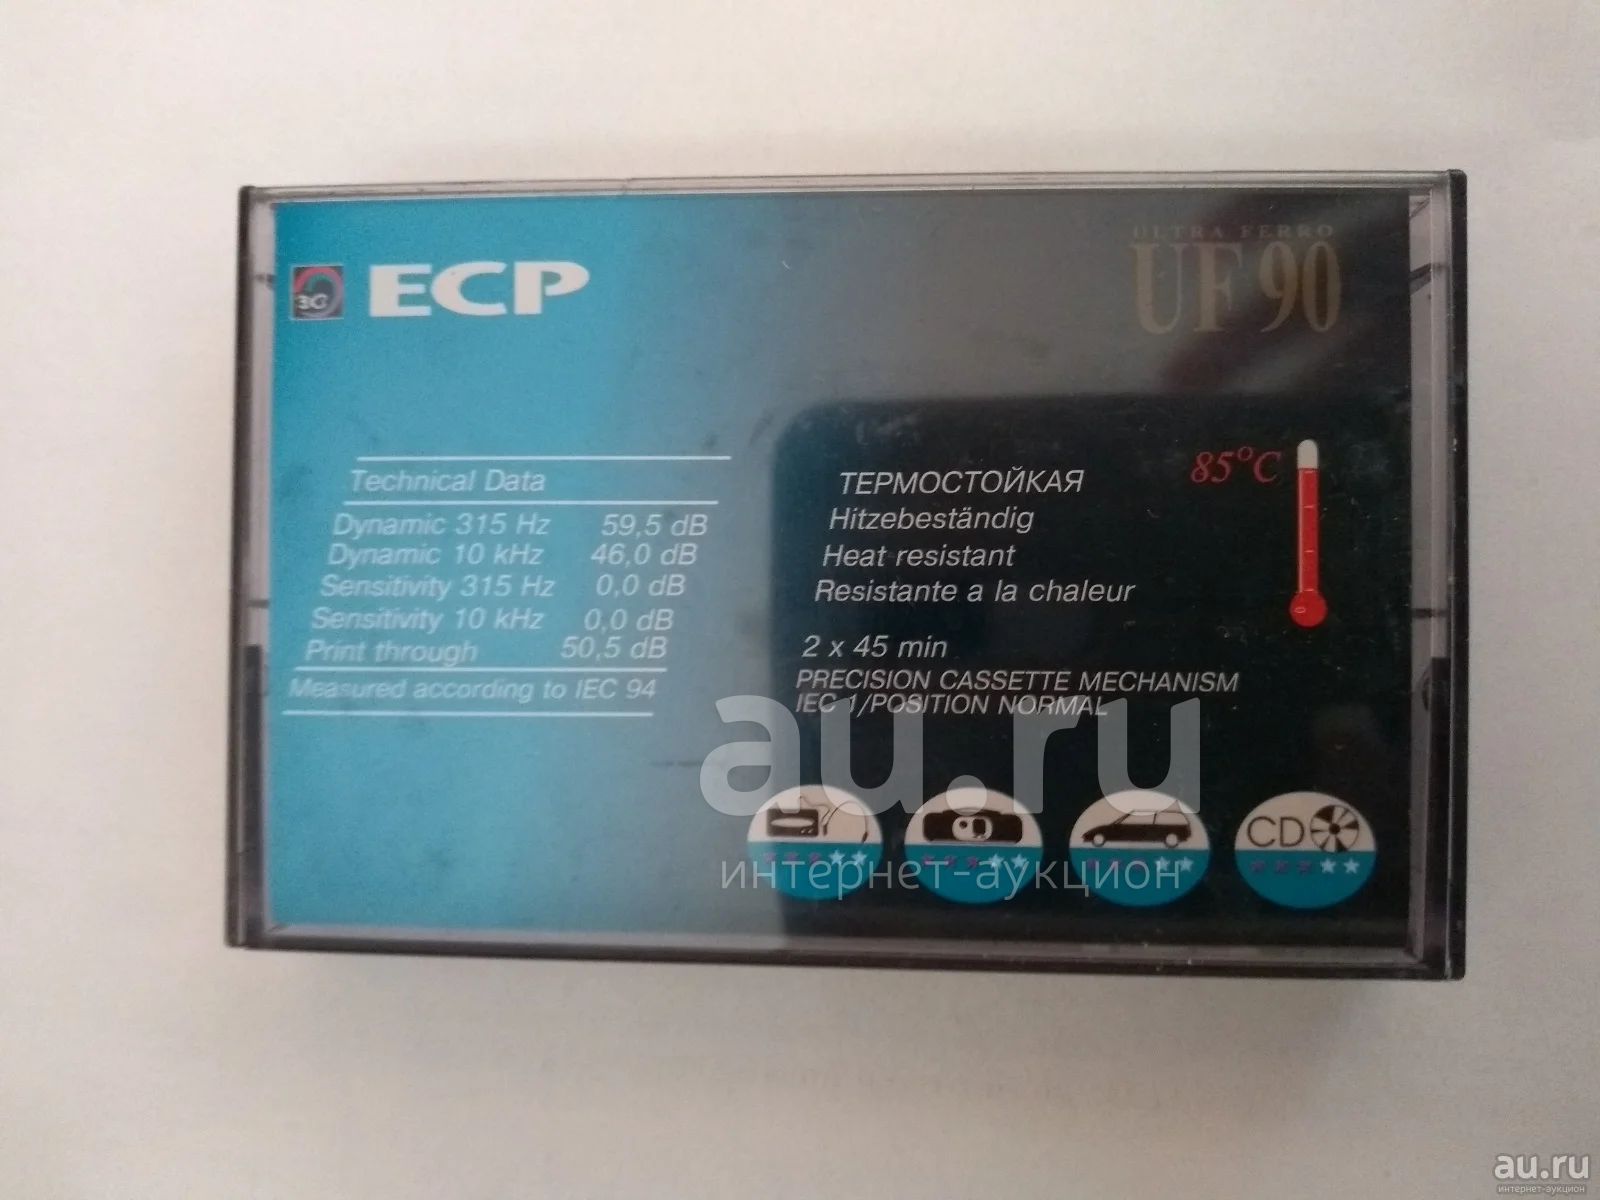 3C
ECP
ULTRA FERRO
UF 90
Technical Data
Dynamic 315 Hz 59,5 dB
Dynamic 10 kHz 46,0 dB
Sensitivity 315 Hz 0,0 dB
Sensitivity 10 kHz 0,0 dB
Print through 50,5 dB
Measured according to IEC 94
85°C
ТЕРМОСТОЙКАЯ
Hitzebeständig
Heat resistant
Resistante a la chaleur
2 x 45 min
PRECISION CASSETTE MECHANISM
IEC 1/POSITION NORMAL
CD
au.ru
интернет-аукцион
au.ru
интернет-аукцион